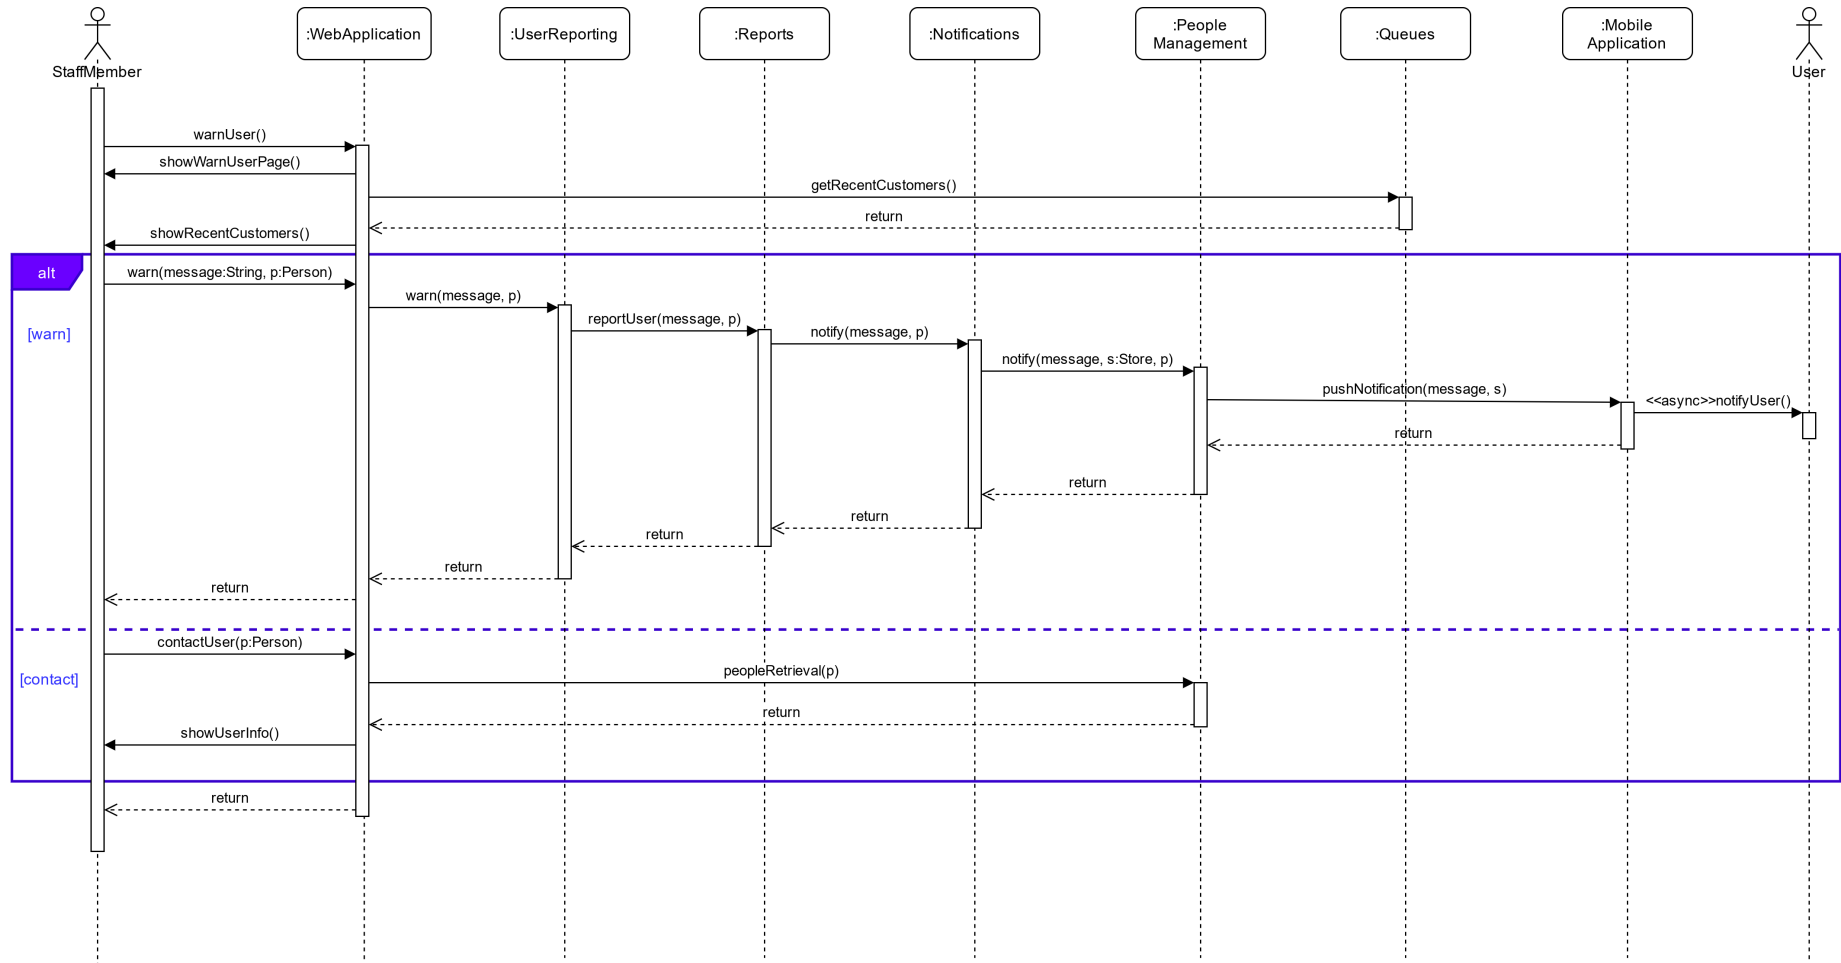 StaffMember
:WebApplication
:UserReporting
:Reports
:Notifications
:People
Management
:Queues
:Mobile
Application
User
warnUser()
showWarnUserPage()
getRecentCustomers()
return
showRecentCustomers()
alt
warn(message:String, p:Person)
warn(message, p)
[warn]
reportUser(message, p)
notify(message, p)
notify(message, s:Store, p)
pushNotification(message, s)
<<async>>notifyUser()
return
return
return
return
return
return
contactUser(p:Person)
[contact]
peopleRetrieval(p)
return
showUserInfo()
return